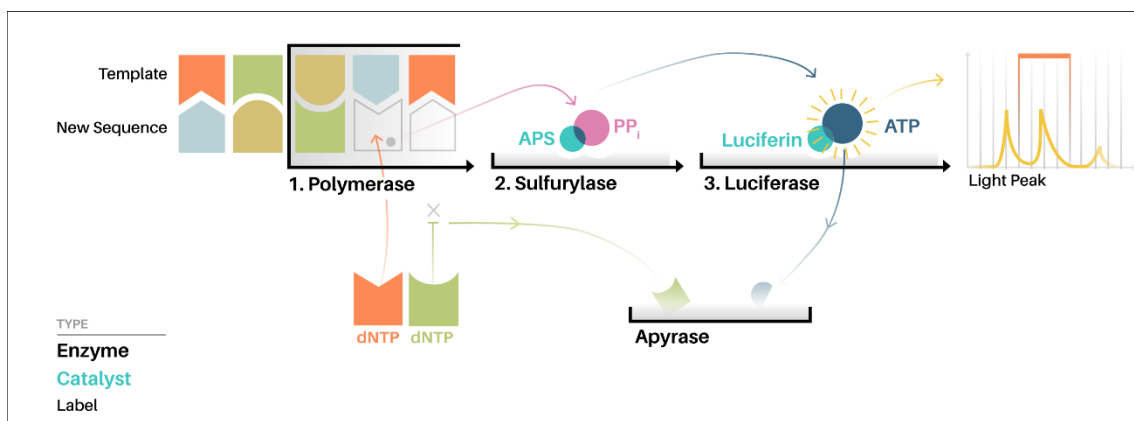 Template
New Sequence
1. Polymerase
APS
PPi
2. Sulfurylase
Luciferin
ATP
3. Luciferase
Light Peak
dNTP
dNTP
Apyrase
TYPE
Enzyme
Catalyst
Label